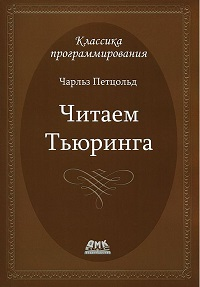 Классика
программирования
Чарльз Петцольд
Читаем
Тьюринга
ДМК